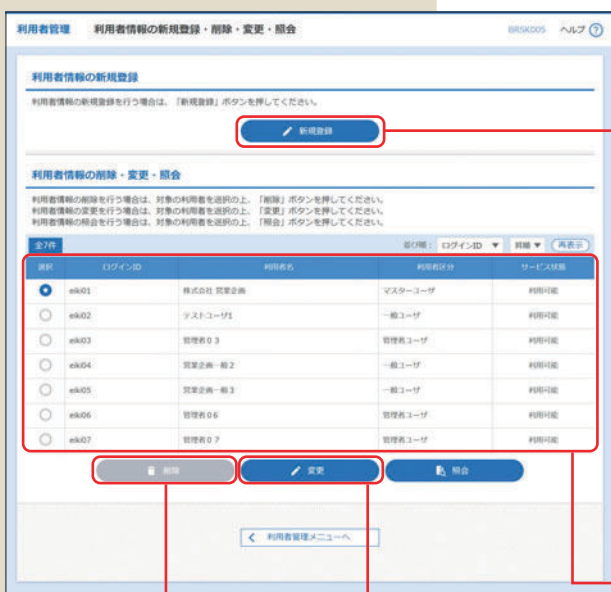 利用者管理 利用者情報の新規登録・削除・変更・照会 BRSK005 ヘルプ ?
利用者情報の新規登録
利用者情報の新規登録を行う場合は、「新規登録」ボタンを押してください。
新規登録
利用者情報の削除・変更・照会
利用者情報の削除を行う場合は、対象の利用者を選択の上、「削除」ボタンを押してください。
利用者情報の変更を行う場合は、対象の利用者を選択の上、「変更」ボタンを押してください。
利用者情報の照会を行う場合は、対象の利用者を選択の上、「照会」ボタンを押してください。
全7件 並び順： ログインID ▼ 昇順 ▼ 再表示
選択 ログインID 利用者名 利用者区分 サービス状態
eiki01 株式会社 営業企画 マスターユーザ 利用可能
eiki02 テストユーザ1 一般ユーザ 利用可能
eiki03 管理者０３ 管理者ユーザ 利用可能
eiki04 営業企画一般２ 一般ユーザ 利用可能
eiki05 営業企画一般３ 一般ユーザ 利用可能
eiki06 管理者０６ 管理者ユーザ 利用可能
eiki07 管理者０７ 管理者ユーザ 利用可能
削除 変更 照会
利用者管理メニューへ